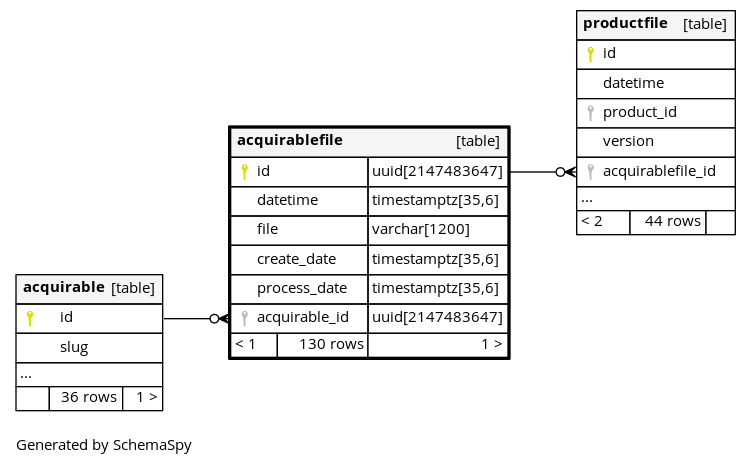 productfile [table]
id
datetime
product_id
version
acquirablefile_id
...
< 2 44 rows
acquirablefile [table]
id uuid[2147483647]
datetime timestamptz[35,6]
file varchar[1200]
create_date timestamptz[35,6]
process_date timestamptz[35,6]
acquirable_id uuid[2147483647]
< 1 130 rows 1 >
acquirable [table]
id
slug
...
36 rows 1 >
Generated by SchemaSpy